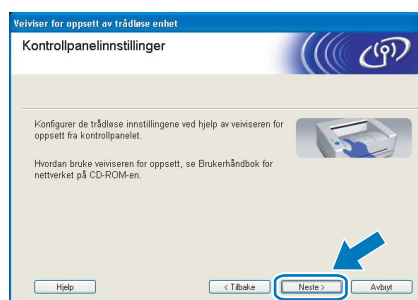 Veiviser for oppsett av trådløse enhet
Kontrollpanelinnstillinger
Konfigurer de trådløse innstillingene ved hjelp av veiviseren for
oppsett fra kontrollpanelet.
Hvordan bruke veiviseren for oppsett, se Brukerhåndbok for
nettverket på CD-ROM-en.
Hjelp
< Tilbake
Neste >
Avbryt